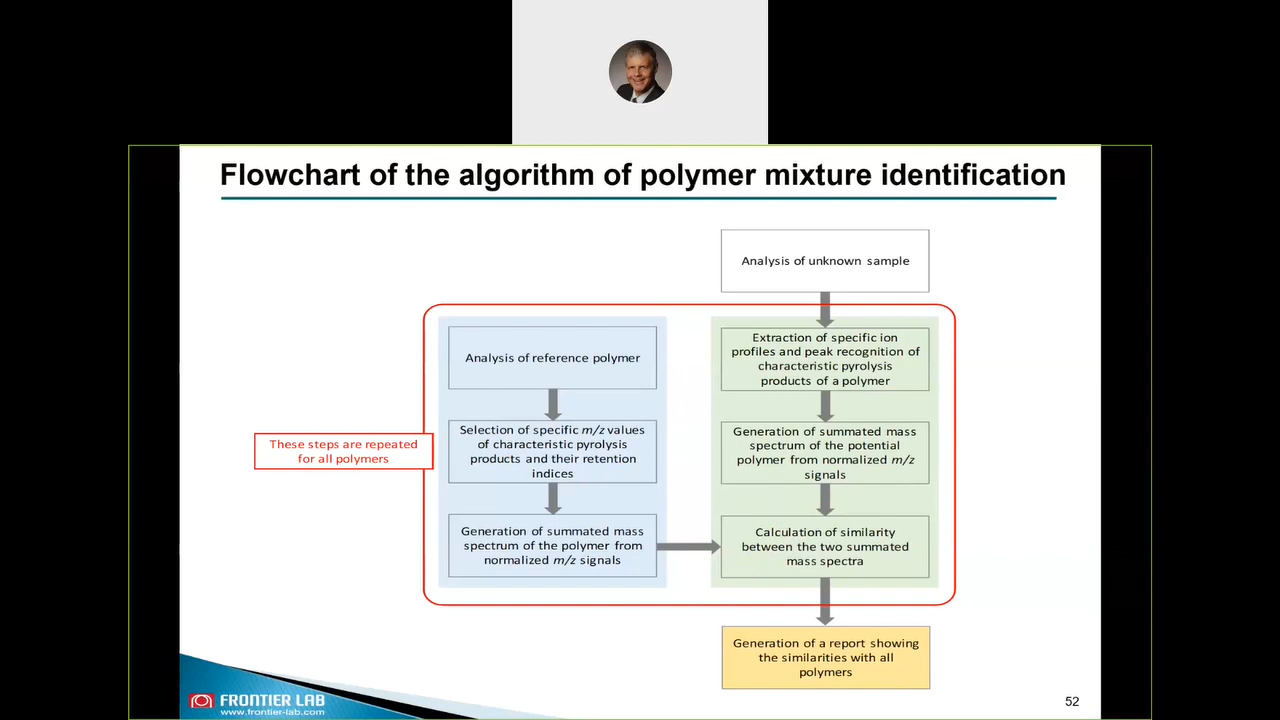 Flowchart of the algorithm of polymer mixture identification
Analysis of unknown sample
Extraction of specific ion
profiles and peak recognition of
characteristic pyrolysis
products of a polymer
Analysis of reference polymer
Selection of specific m/z values
of characteristic pyrolysis
products and their retention
indices
Generation of summated mass
spectrum of the potential
polymer from normalized m/z
signals
These steps are repeated
for all polymers
Generation of summated mass
spectrum of the polymer from
normalized m/z signals
Calculation of similarity
between the two summated
mass spectra
Generation of a report showing
the similarities with all
polymers
FRONTIER LAB
www.frontier-lab.com
52